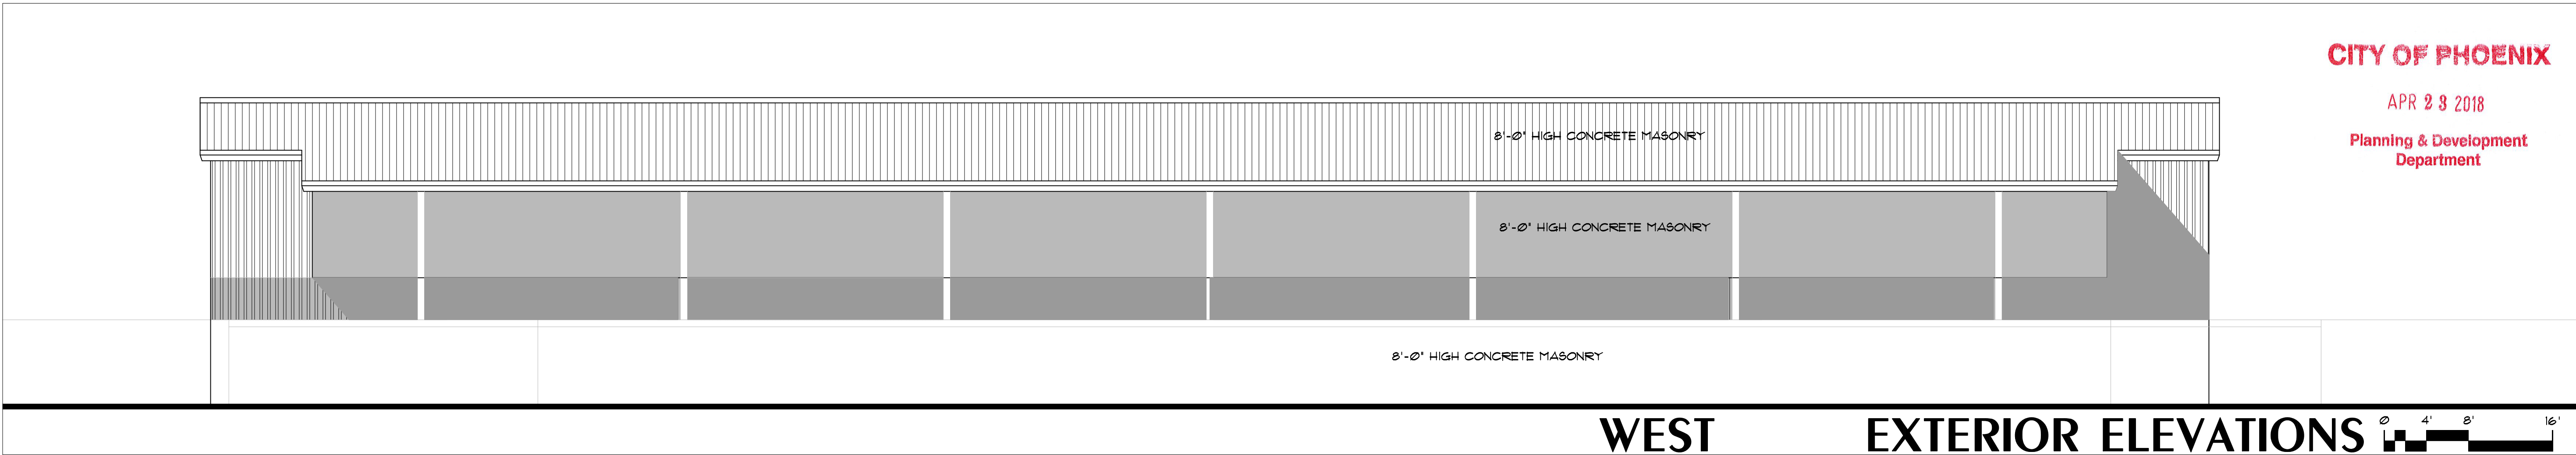 CITY OF PHOENIX
APR 23 2018
Planning & Development
Department
8'-0" HIGH CONCRETE MASONRY
8'-0" HIGH CONCRETE MASONRY
8'-0" HIGH CONCRETE MASONRY
WEST EXTERIOR ELEVATIONS
0 4' 8' 16'